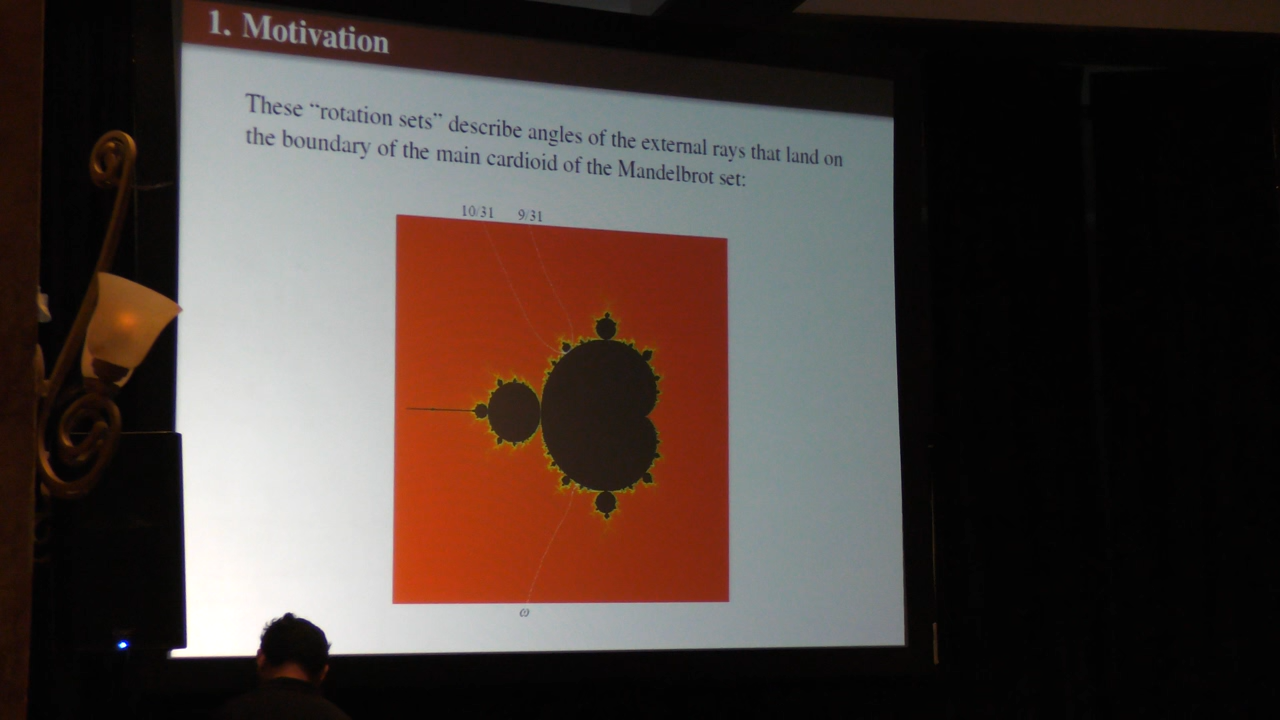 1. Motivation
These “rotation sets” describe angles of the external rays that land on
the boundary of the main cardioid of the Mandelbrot set:
10/31 9/31
ω